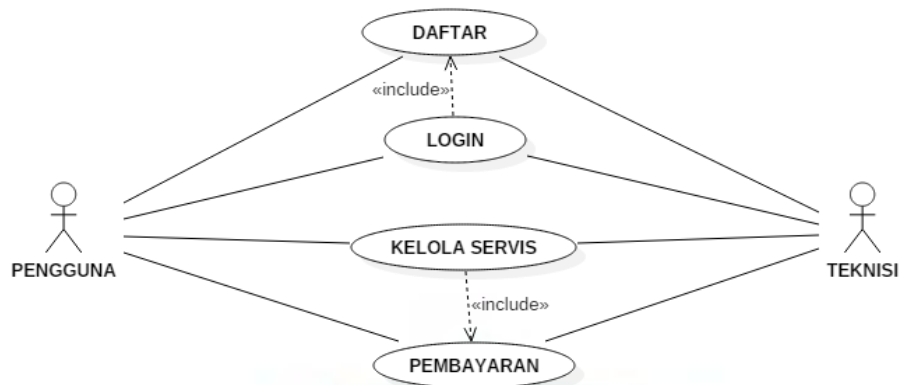 DAFTAR
«include»
LOGIN
PENGGUNA
KELOLA SERVIS
TEKNISI
«include»
PEMBAYARAN